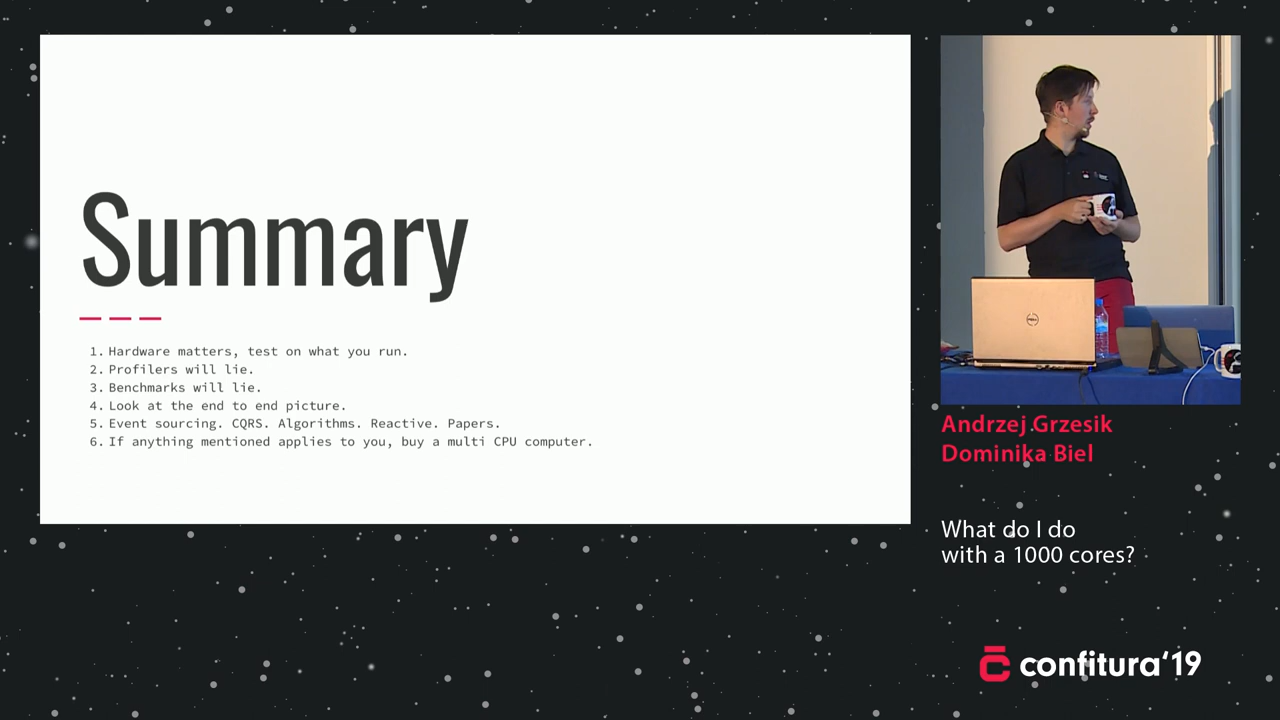 Summary
1. Hardware matters, test on what you run.
2. Profilers will lie.
3. Benchmarks will lie.
4. Look at the end to end picture.
5. Event sourcing. CQRS. Algorithms. Reactive. Papers.
6. If anything mentioned applies to you, buy a multi CPU computer.
DELL
Andrzej Grzesik
Dominika Biel
What do I do
with a 1000 cores?
confitura'19